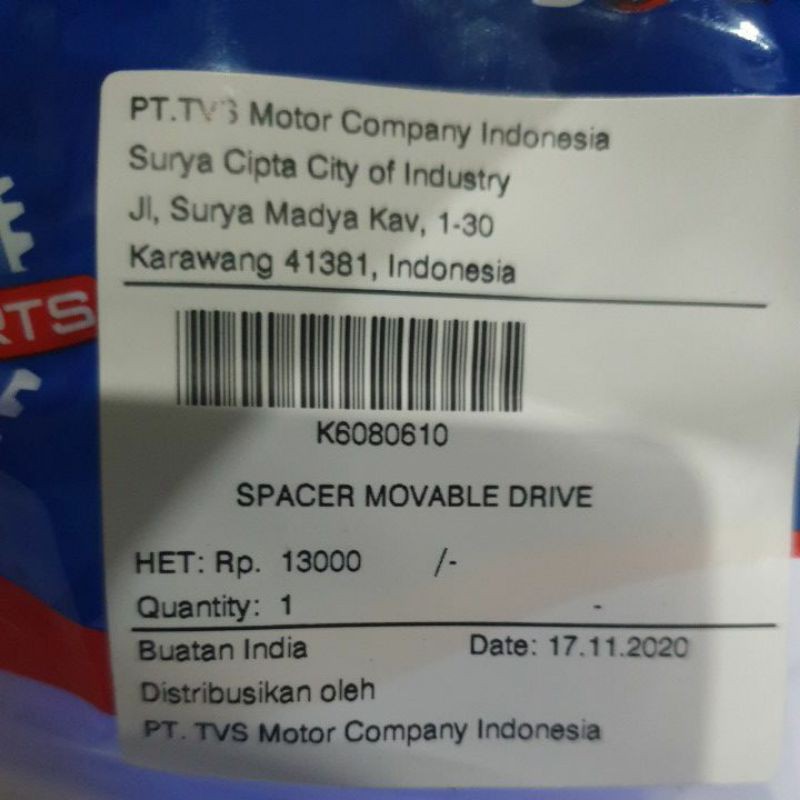 PT.TVS Motor Company Indonesia
Surya Cipta City of Industry
Jl, Surya Madya Kav, 1-30
Karawang 41381, Indonesia
RTS
K6080610
SPACER MOVABLE DRIVE
HET: Rp. 13000 /-
Quantity: 1 -
Buatan India Date: 17.11.2020
Distribusikan oleh
PT. TVS Motor Company Indonesia